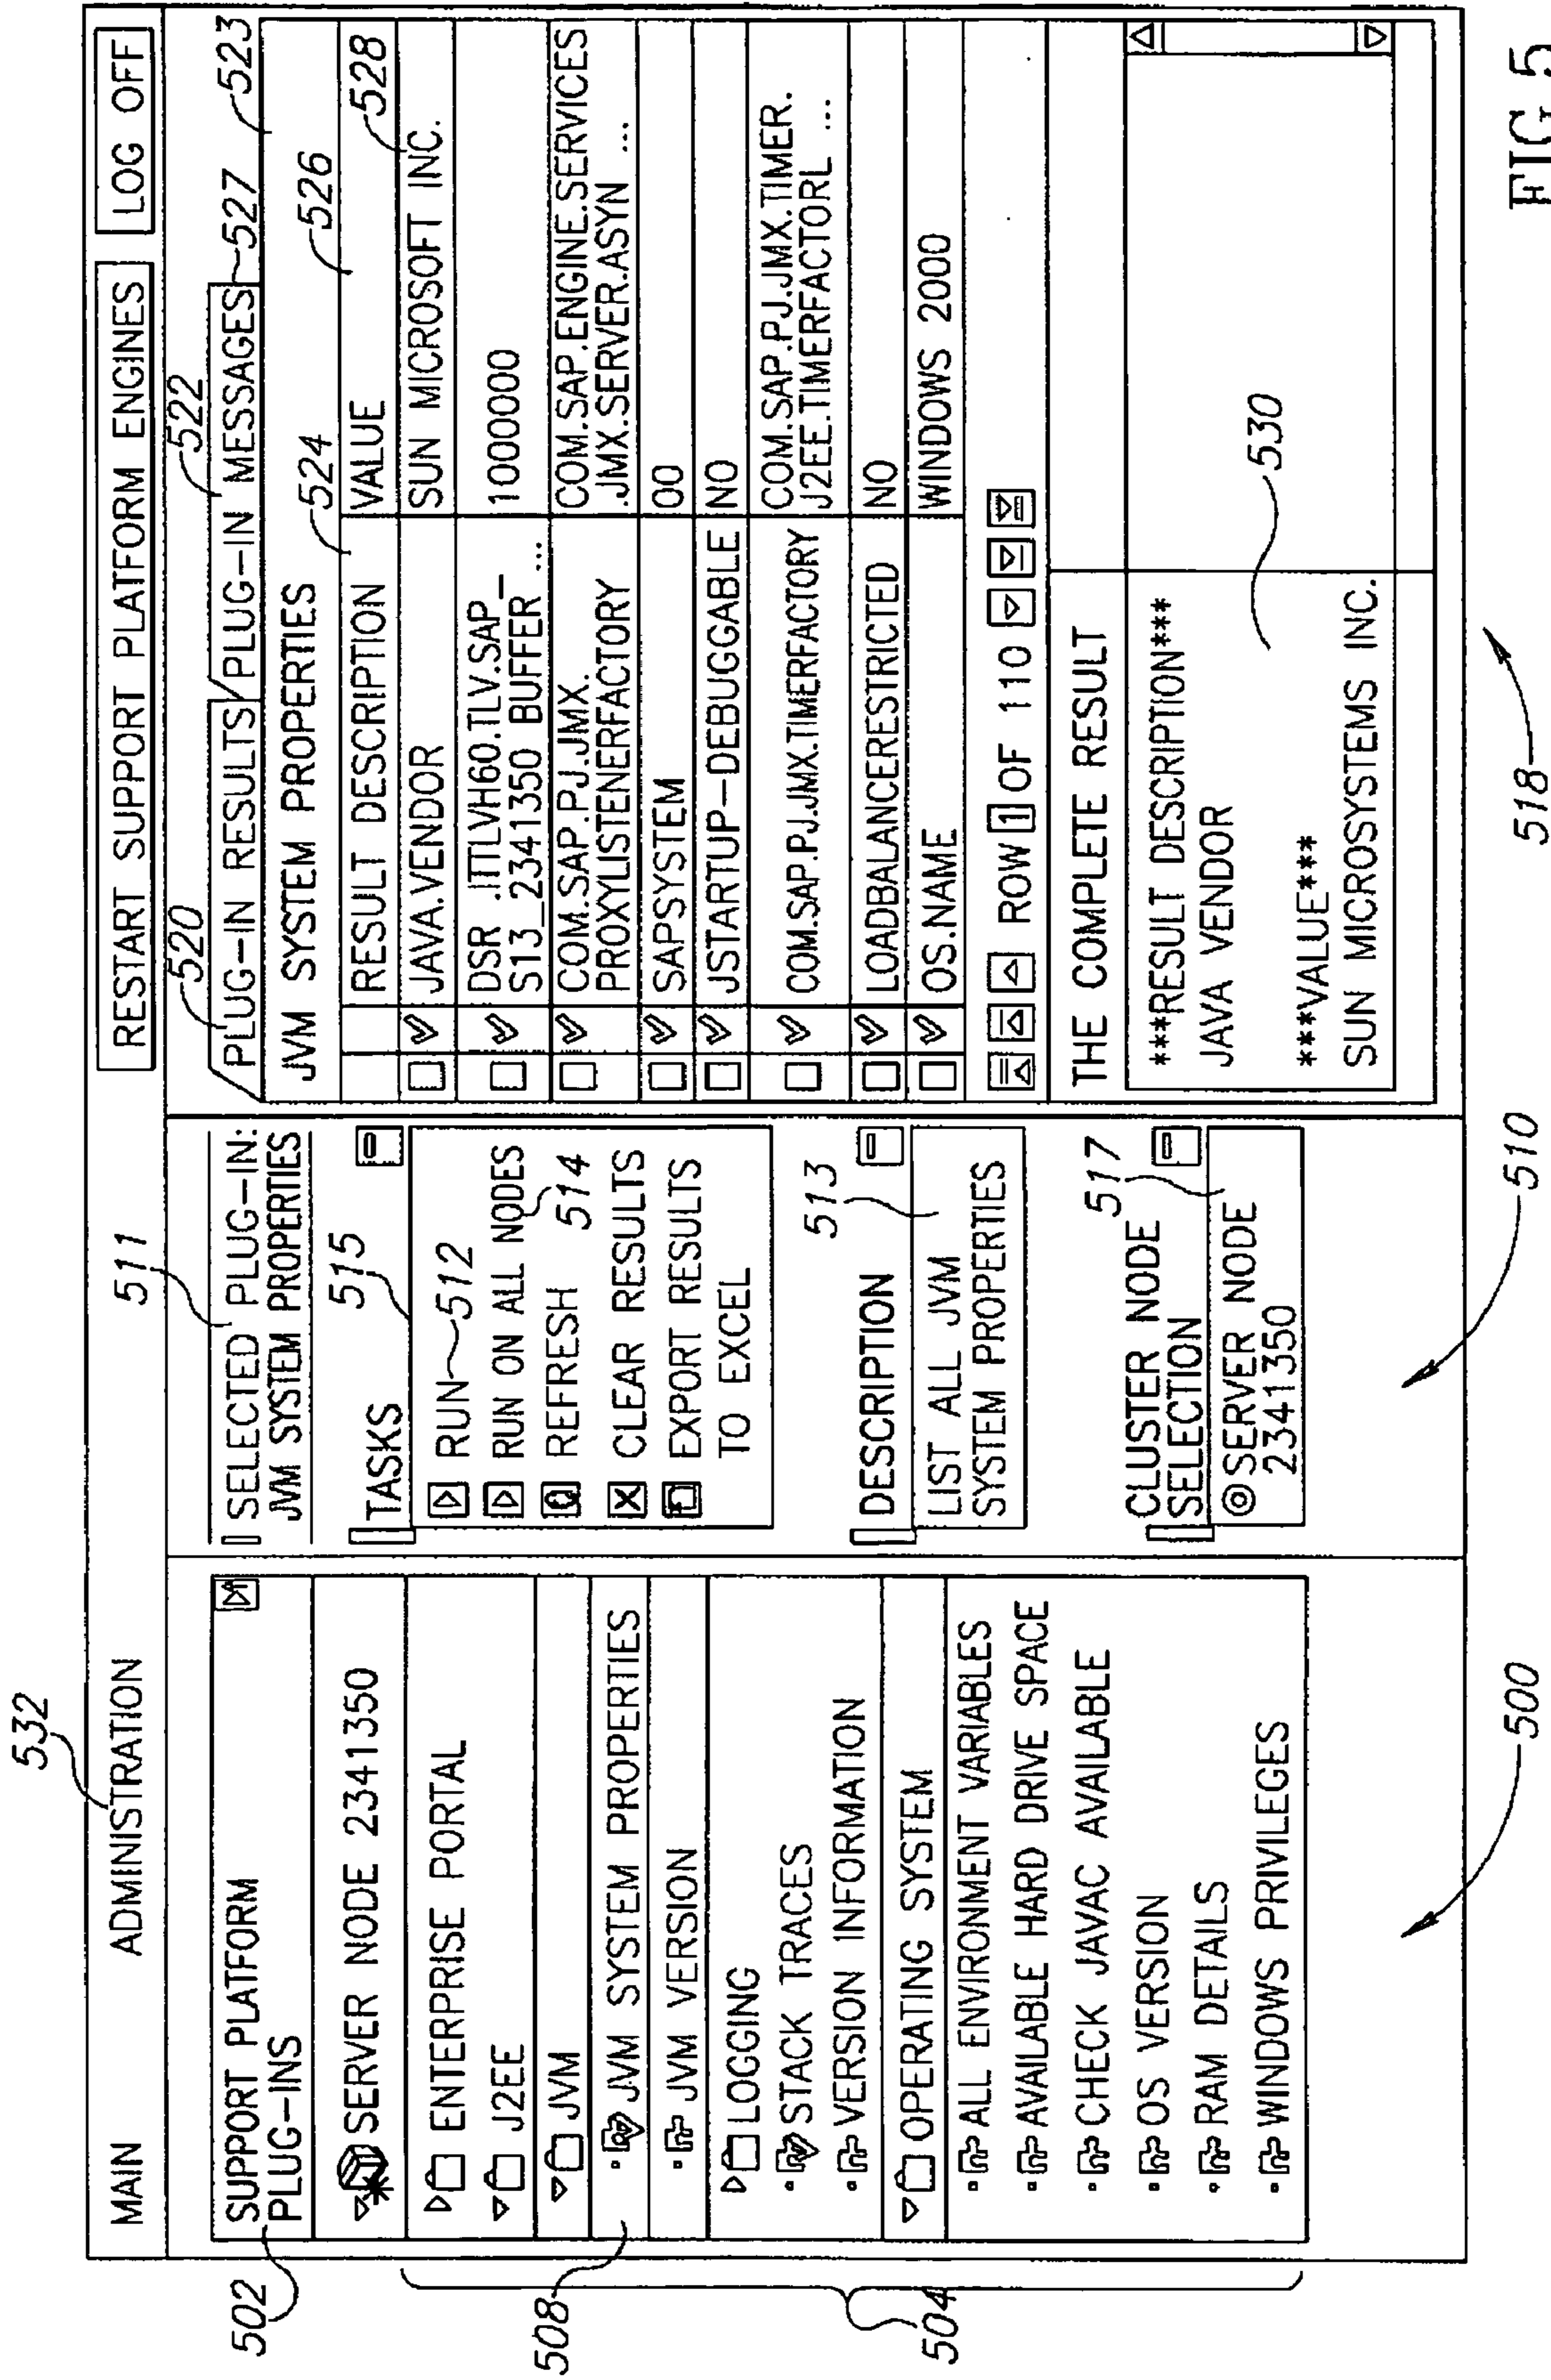 532
MAIN ADMINISTRATION RESTART SUPPORT PLATFORM ENGINES LOG OFF
502
SUPPORT PLATFORM
PLUG-INS
SERVER NODE 2341350
ENTERPRISE PORTAL
J2EE
JVM
508
JVM SYSTEM PROPERTIES
JVM VERSION
LOGGING
STACK TRACES
VERSION INFORMATION
504
OPERATING SYSTEM
ALL ENVIRONMENT VARIABLES
AVAILABLE HARD DRIVE SPACE
CHECK JAVAC AVAILABLE
OS VERSION
RAM DETAILS
WINDOWS PRIVILEGES
500
511
SELECTED PLUG-IN:
JVM SYSTEM PROPERTIES
515
TASKS
RUN 512
RUN ON ALL NODES
514
REFRESH
CLEAR RESULTS
EXPORT RESULTS
TO EXCEL
513
DESCRIPTION
LIST ALL JVM
SYSTEM PROPERTIES
517
CLUSTER NODE
SELECTION
SERVER NODE
2341350
510
520 522
PLUG-IN RESULTS PLUG-IN MESSAGES 527 523
JVM SYSTEM PROPERTIES
524 526 528
RESULT DESCRIPTION VALUE
JAVA.VENDOR SUN MICROSOFT INC.
DSR .ITTLVH60.TLV.SAP_
S13_2341350 BUFFER ... 1000000
COM.SAP.PJ.JMX. COM.SAP.ENGINE.SERVICES
PROXYLISTENERFACTORY .JMX.SERVER.ASYN ...
SAPSYSTEM 00
JSTARTUP-DEBUGGABLE NO
COM.SAP.PJ.JMX.TIMERFACTORY COM.SAP.PJ.JMX.TIMER.
J2EE.TIMERFACTORL ...
LOADBALANCERESTRICTED NO
OS.NAME WINDOWS 2000
ROW 1 OF 110
THE COMPLETE RESULT
***RESULT DESCRIPTION***
JAVA VENDOR
530
***VALUE***
SUN MICROSYSTEMS INC.
518
FIG.5